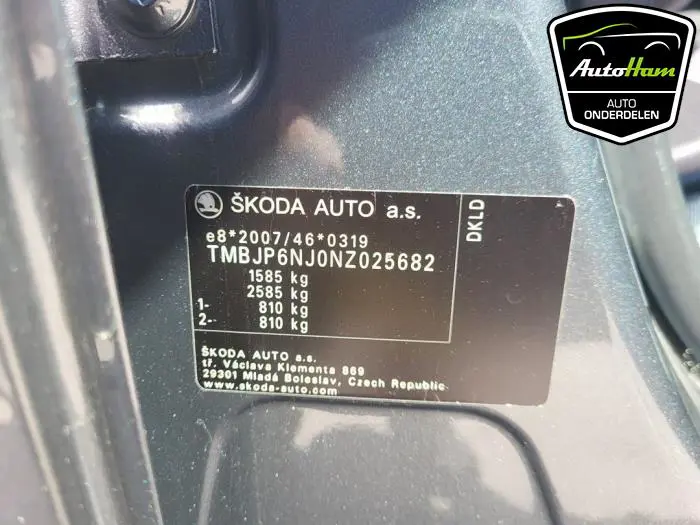 AutoHam
AUTO
ONDERDELEN
ŠKODA AUTO a.s.
DKLD
e8*2007/46*0319
TMBJP6NJ0NZ025682
1585 kg
2585 kg
1- 810 kg
2- 810 kg
ŠKODA AUTO a.s.
tř. Václava Klementa 869
29301 Mladá Boleslav, Czech Republic
www.skoda-auto.com